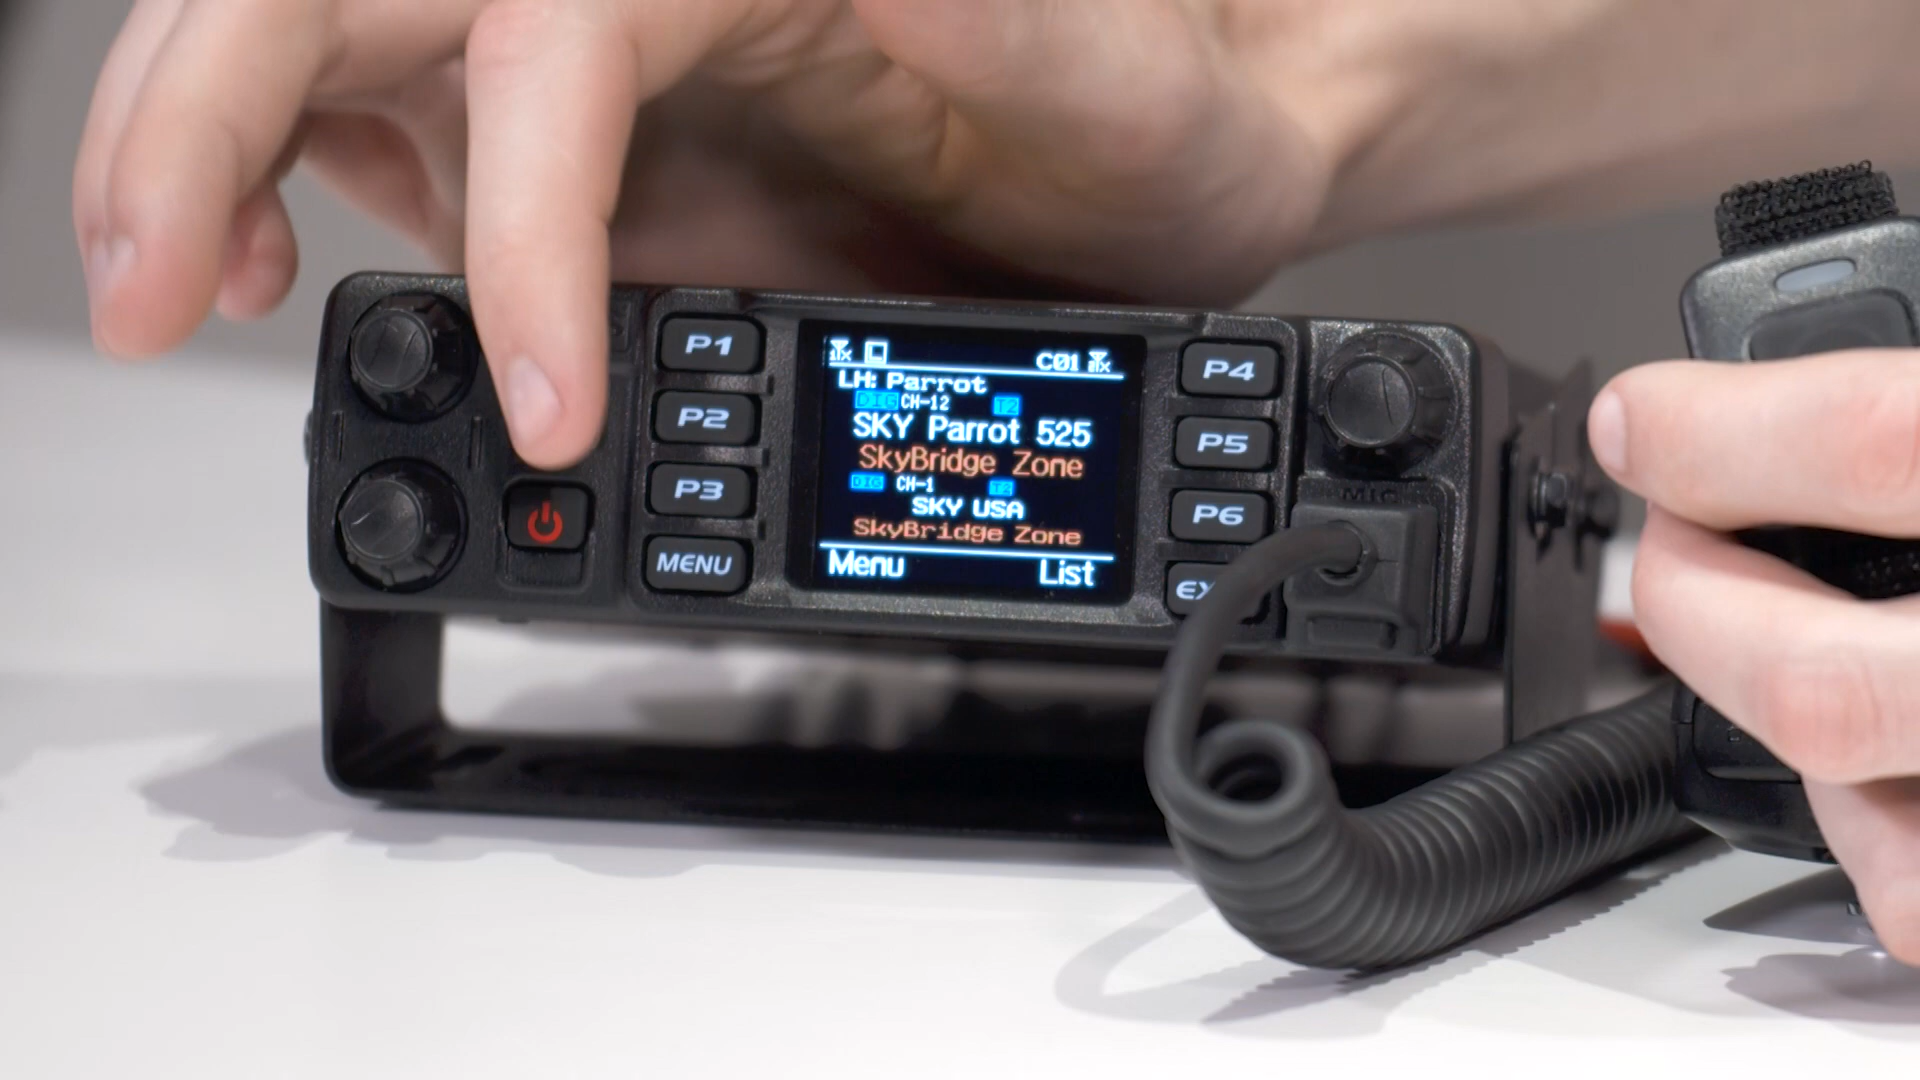 P1
P2
P3
MENU
C01
LH: Parrot
DIG CH-12 T2
SKY Parrot 525
SkyBridge Zone
DIG CH-1 T2
SKY USA
SkyBridge Zone
Menu List
P4
P5
P6
MIC